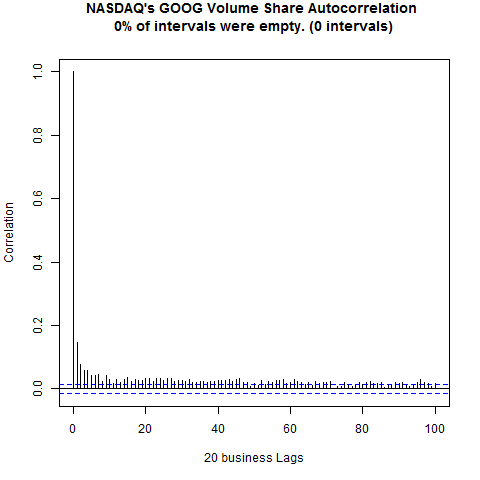 NASDAQ's GOOG Volume Share Autocorrelation
0% of intervals were empty. (0 intervals)
1.0
0.8
0.6
0.4
0.2
0.0
Correlation
0 20 40 60 80 100
20 business Lags